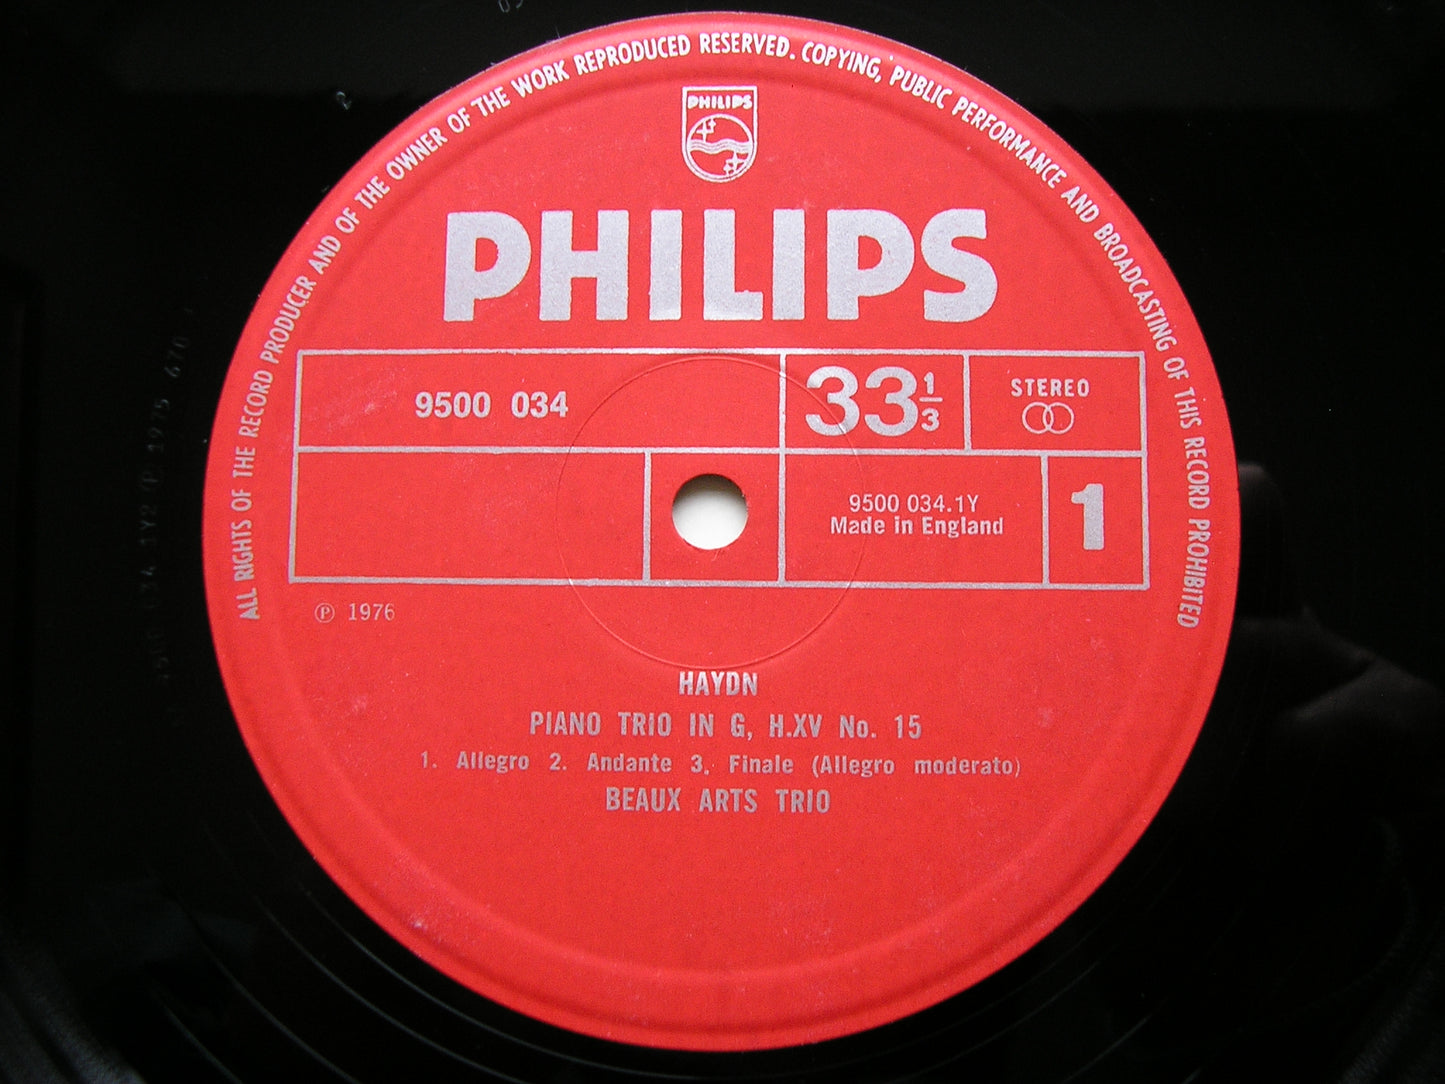 ALL RIGHTS OF THE RECORD PRODUCER AND OF THE OWNER OF THE WORK REPRODUCED RESERVED. COPYING, PUBLIC PERFORMANCE AND BROADCASTING OF THIS RECORD PROHIBITED
PHILIPS
PHILIPS
9500 034
33 1/3
STEREO
9500 034.1Y
Made in England
1
℗ 1976
HAYDN
PIANO TRIO IN G, H.XV No. 15
1. Allegro 2. Andante 3. Finale (Allegro moderato)
BEAUX ARTS TRIO